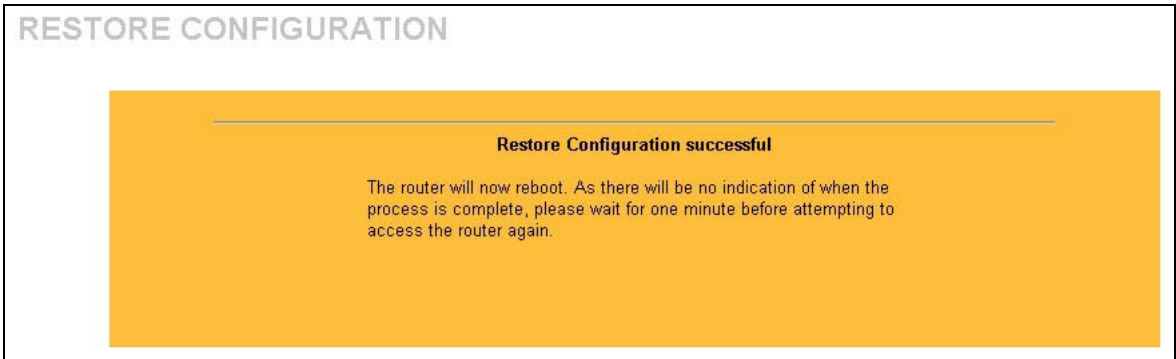 RESTORE CONFIGURATION
Restore Configuration successful
The router will now reboot. As there will be no indication of when the
process is complete, please wait for one minute before attempting to
access the router again.